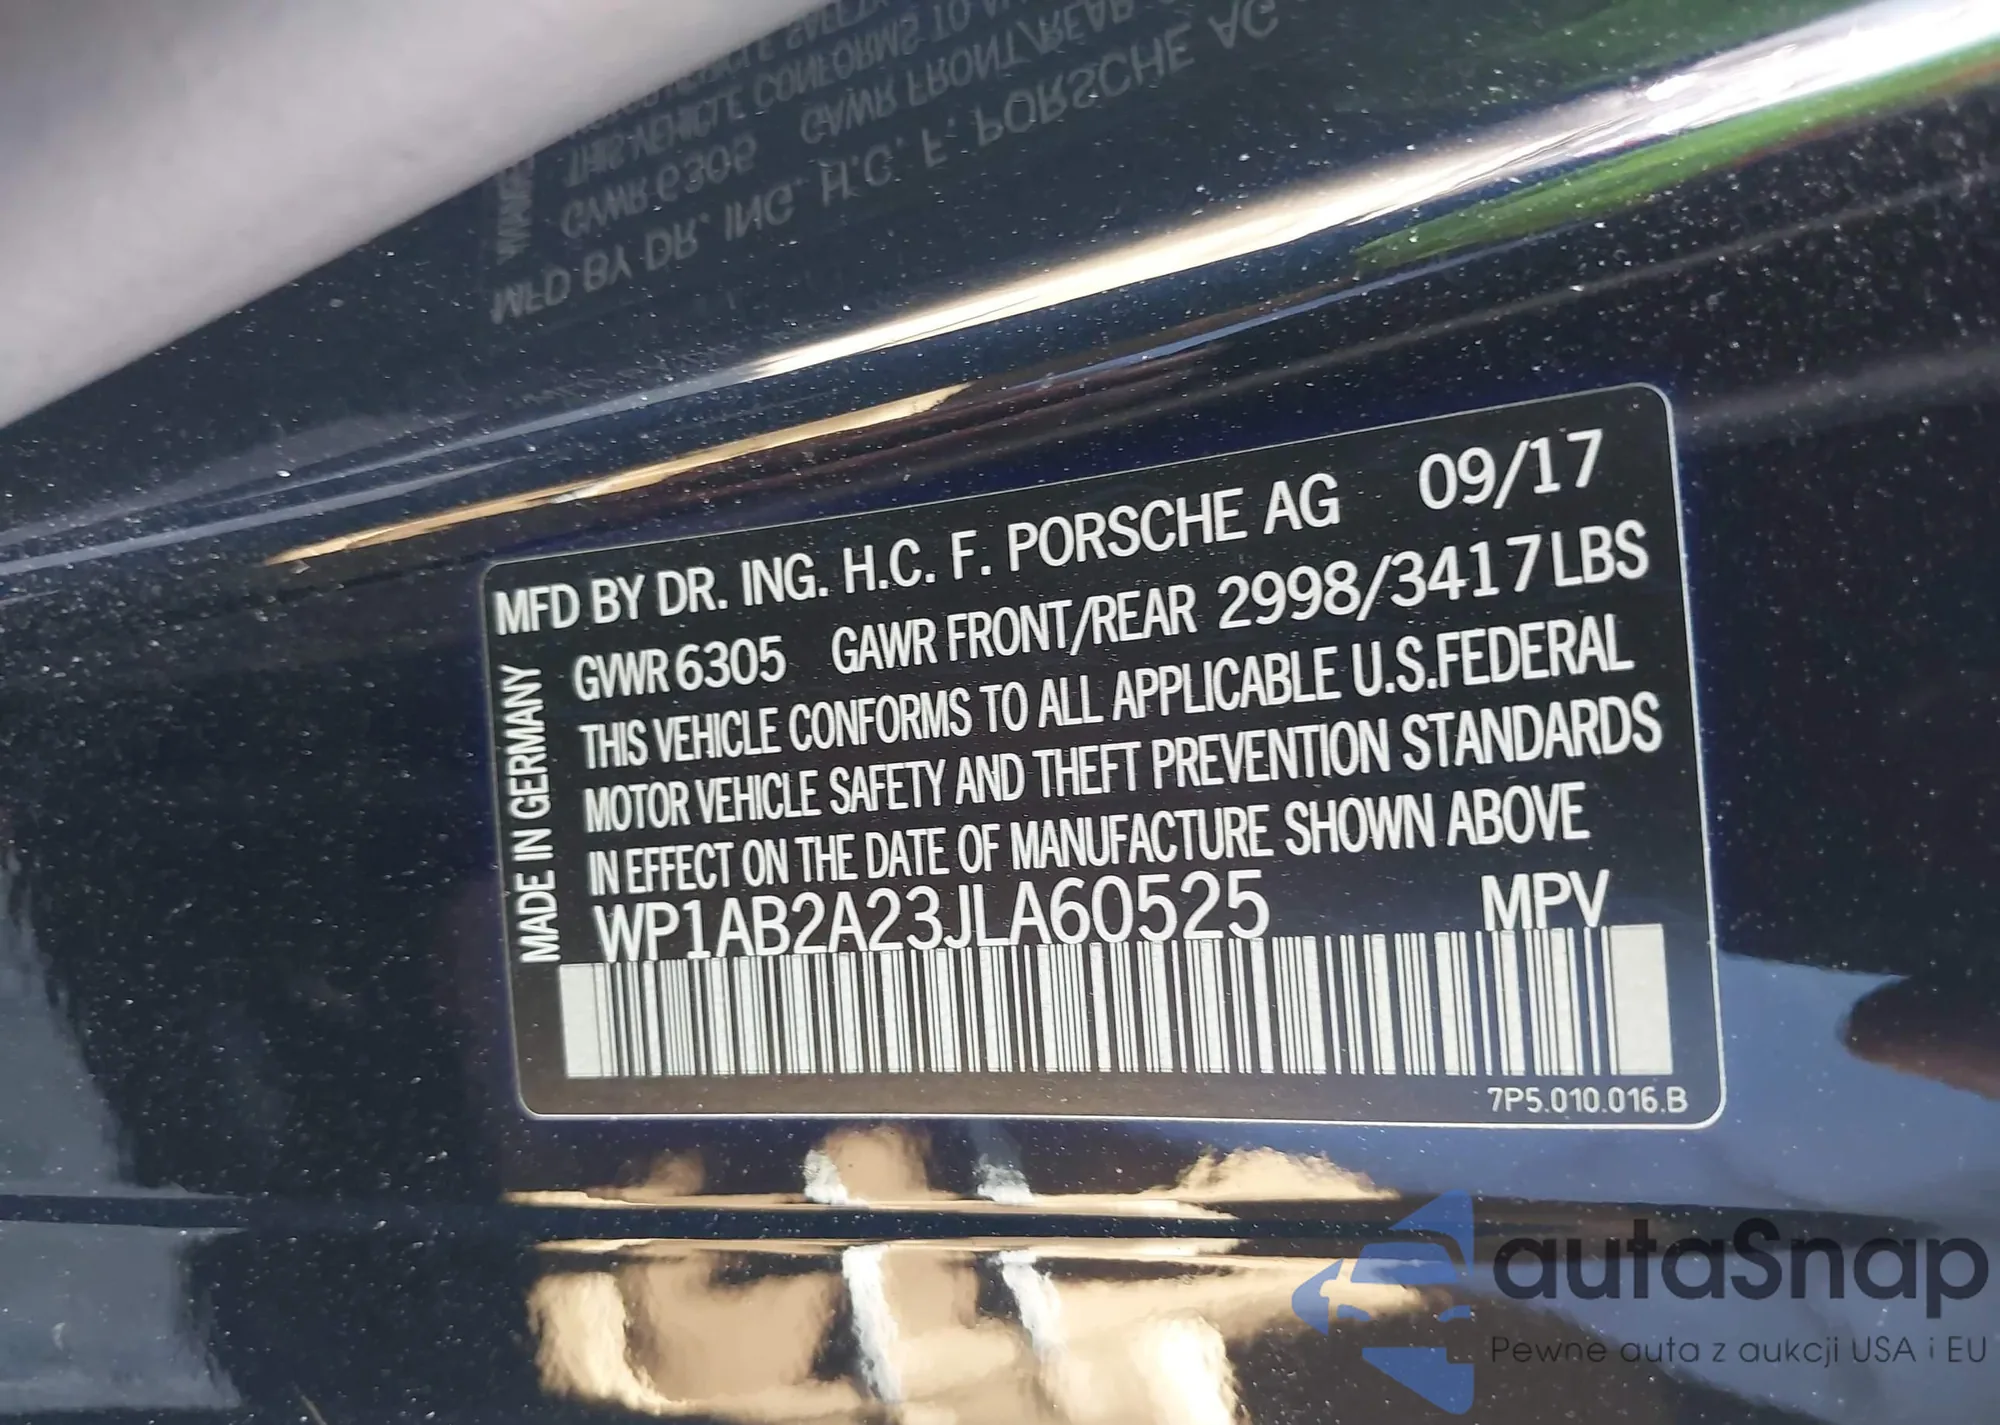 MFD BY DR. ING. H.C. F. PORSCHE AG 09/17
GVWR 6305 GAWR FRONT/REAR 2998/3417LBS
THIS VEHICLE CONFORMS TO ALL APPLICABLE U.S.FEDERAL
MOTOR VEHICLE SAFETY AND THEFT PREVENTION STANDARDS
IN EFFECT ON THE DATE OF MANUFACTURE SHOWN ABOVE
WP1AB2A23JLA60525 MPV
MADE IN GERMANY
7P5.010.016.B
autaSnap
Pewne auta z aukcji USA i EU